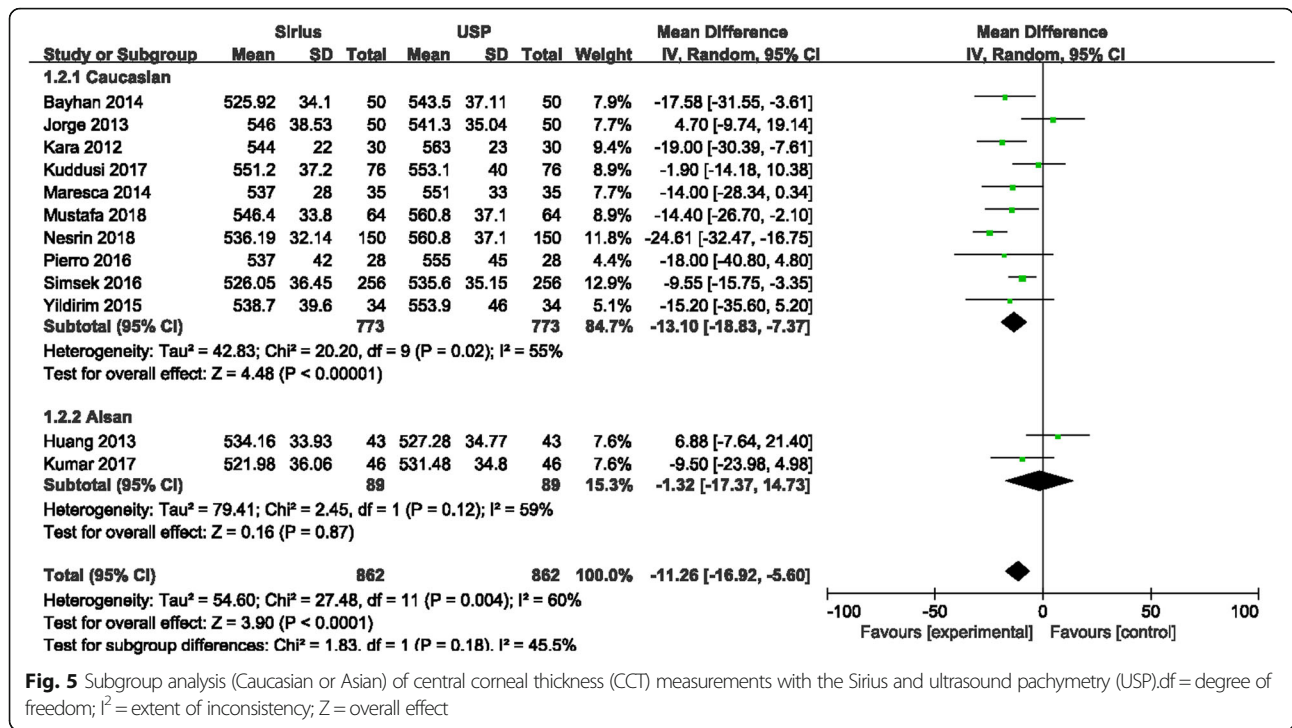 Sirius USP Mean Difference Mean Difference
Study or Subgroup Mean SD Total Mean SD Total Weight IV, Random, 95% CI IV, Random, 95% CI
1.2.1 Caucasian
Bayhan 2014 525.92 34.1 50 543.5 37.11 50 7.9% -17.58 [-31.55, -3.61]
Jorge 2013 546 38.53 50 541.3 35.04 50 7.7% 4.70 [-9.74, 19.14]
Kara 2012 544 22 30 563 23 30 9.4% -19.00 [-30.39, -7.61]
Kuddusi 2017 551.2 37.2 76 553.1 40 76 8.9% -1.90 [-14.18, 10.38]
Maresca 2014 537 28 35 551 33 35 7.7% -14.00 [-28.34, 0.34]
Mustafa 2018 546.4 33.8 64 560.8 37.1 64 8.9% -14.40 [-26.70, -2.10]
Nesrin 2018 536.19 32.14 150 560.8 37.1 150 11.8% -24.61 [-32.47, -16.75]
Pierro 2016 537 42 28 555 45 28 4.4% -18.00 [-40.80, 4.80]
Simsek 2016 526.05 36.45 256 535.6 35.15 256 12.9% -9.55 [-15.75, -3.35]
Yildirim 2015 538.7 39.6 34 553.9 46 34 5.1% -15.20 [-35.60, 5.20]
Subtotal (95% CI) 773 773 84.7% -13.10 [-18.83, -7.37]
Heterogeneity: Tau² = 42.83; Chi² = 20.20, df = 9 (P = 0.02); I² = 55%
Test for overall effect: Z = 4.48 (P < 0.00001)
1.2.2 Aisan
Huang 2013 534.16 33.93 43 527.28 34.77 43 7.6% 6.88 [-7.64, 21.40]
Kumar 2017 521.98 36.06 46 531.48 34.8 46 7.6% -9.50 [-23.98, 4.98]
Subtotal (95% CI) 89 89 15.3% -1.32 [-17.37, 14.73]
Heterogeneity: Tau² = 79.41; Chi² = 2.45, df = 1 (P = 0.12); I² = 59%
Test for overall effect: Z = 0.16 (P = 0.87)
Total (95% CI) 862 862 100.0% -11.26 [-16.92, -5.60]
Heterogeneity: Tau² = 54.60; Chi² = 27.48, df = 11 (P = 0.004); I² = 60%
Test for overall effect: Z = 3.90 (P < 0.0001)
Test for subgroup differences: Chi² = 1.83. df = 1 (P = 0.18). I² = 45.5%
-100 -50 0 50 100
Favours [experimental] Favours [control]
Fig. 5 Subgroup analysis (Caucasian or Asian) of central corneal thickness (CCT) measurements with the Sirius and ultrasound pachymetry (USP).df = degree of
freedom; I² = extent of inconsistency; Z = overall effect